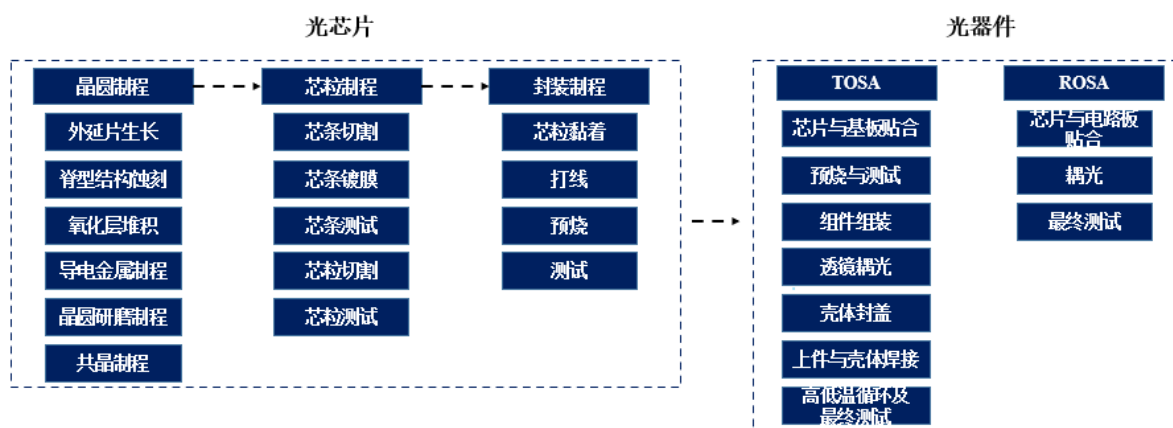 光芯片
光器件
晶圆制程
外延片生长
脊型结构蚀刻
氧化层堆积
导电金属制程
晶圆研磨制程
共晶制程
芯粒制程
芯条切割
芯条镀膜
芯条测试
芯粒切割
芯粒测试
封装制程
芯粒黏着
打线
预烧
测试
TOSA
芯片与基板贴合
预烧与测试
组件组装
透镜耦光
壳体封盖
上件与壳体焊接
高低温循环及
最终测试
ROSA
芯片与电路板
贴合
耦光
最终测试